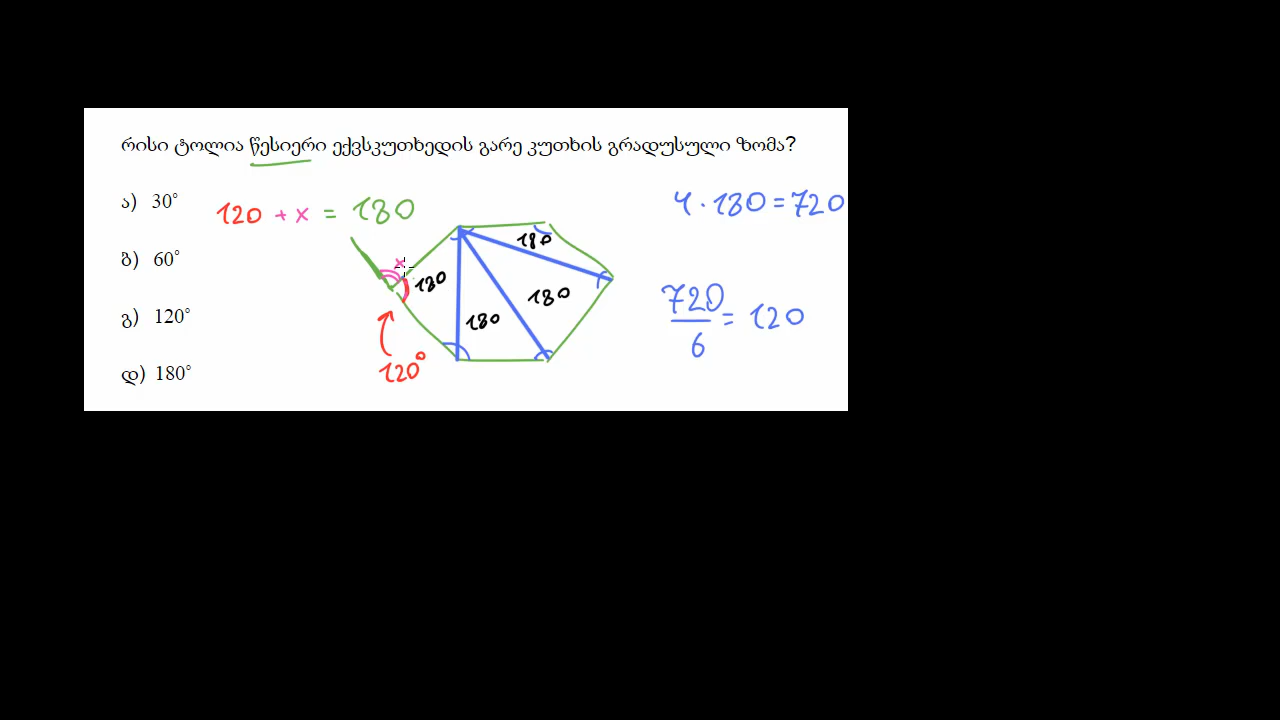 რისი ტოლია წესიერი ექვსკუთხედის გარე კუთხის გრადუსული ზომა?
ა) 30°
120 + x = 180
4 · 180 = 720
ბ) 60°
x
180
180
180
180
გ) 120°
720/6 = 120
120°
დ) 180°